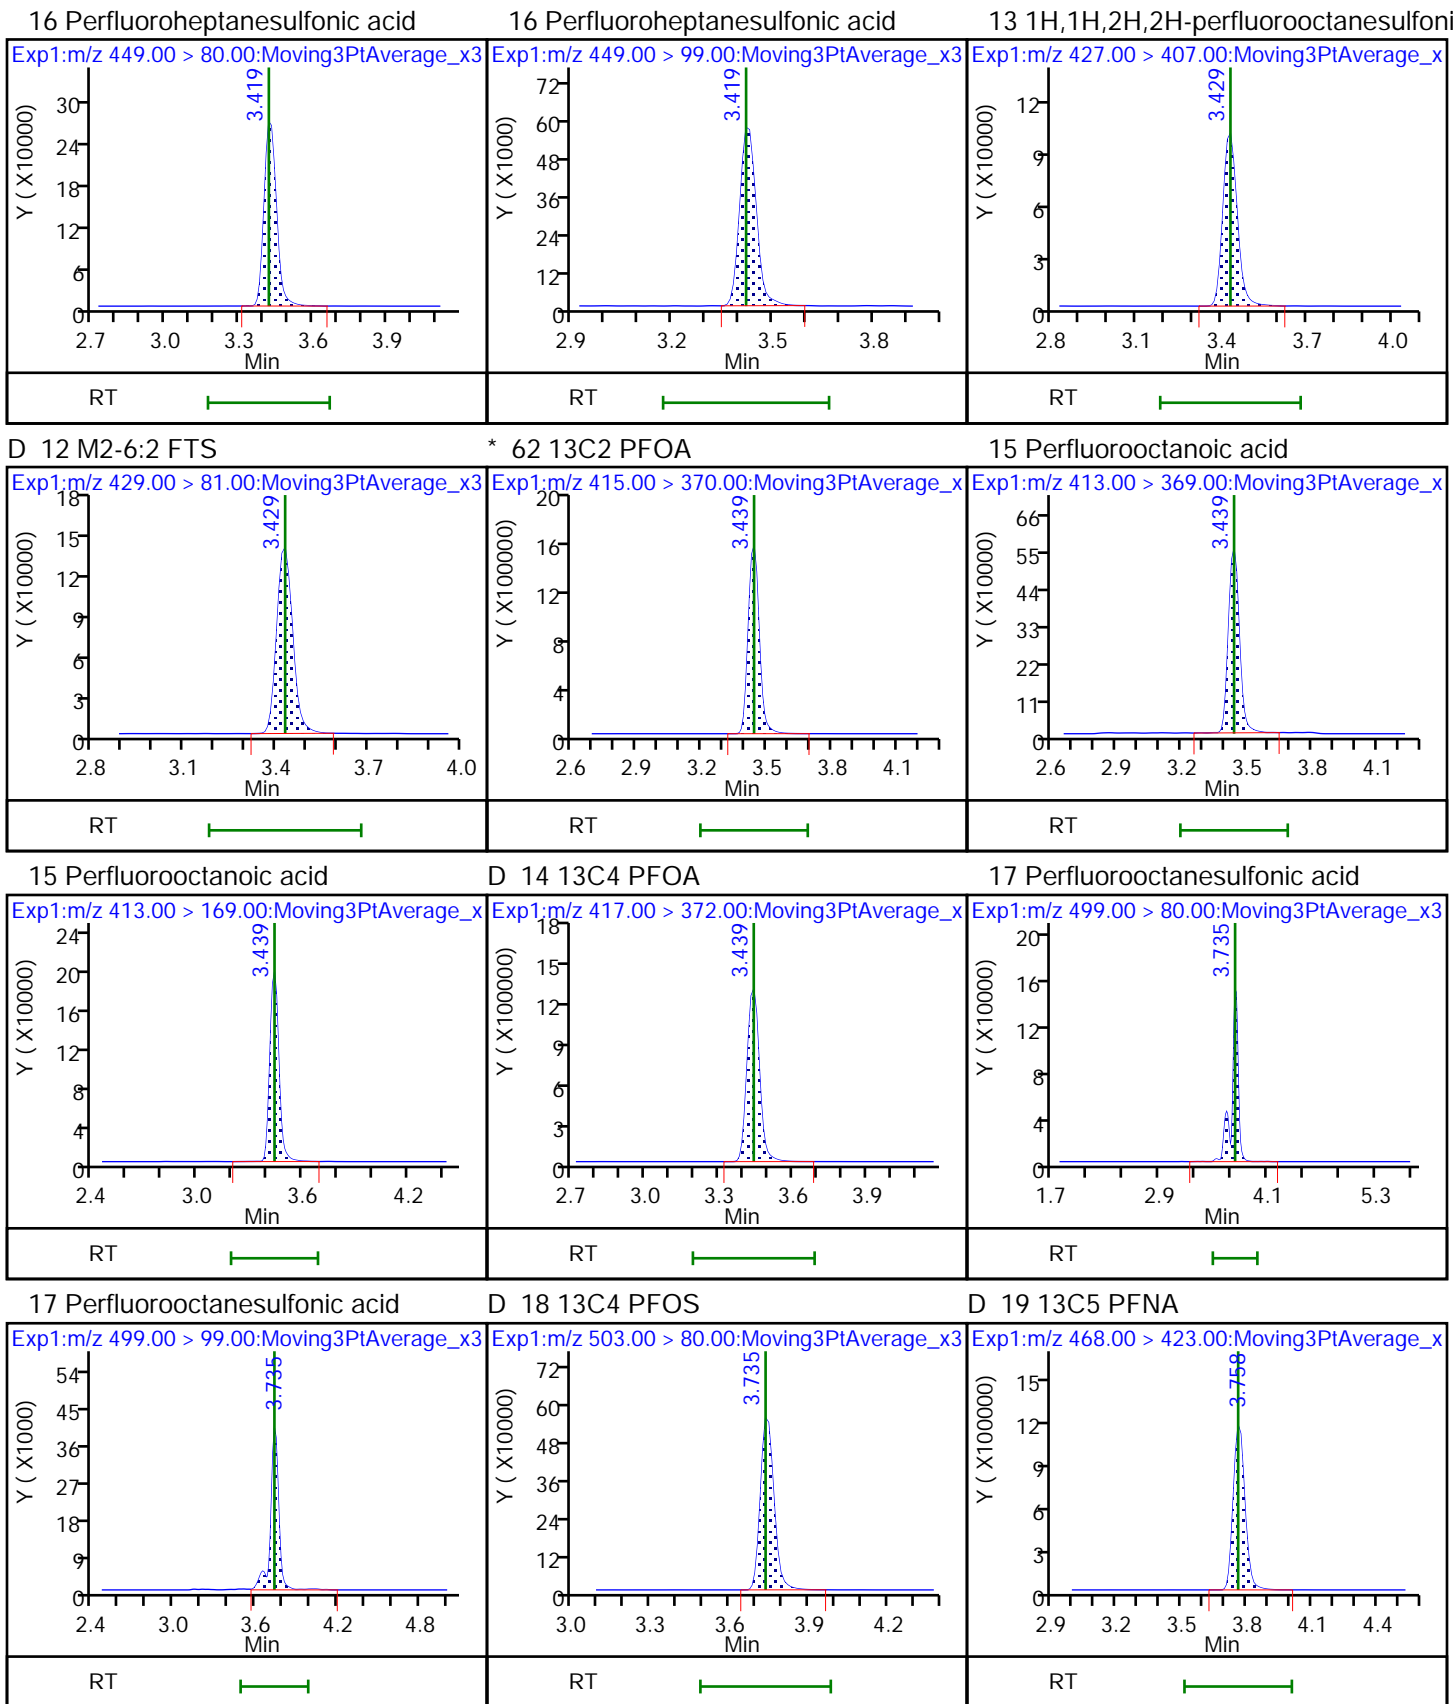 16 Perfluoroheptanesulfonic acid
Exp1:m/z 449.00 > 80.00:Moving3PtAverage_x3
3.419
Y ( X10000)
30
24
18
12
6
0
2.7 3.0 3.3 3.6 3.9
Min
RT
16 Perfluoroheptanesulfonic acid
Exp1:m/z 449.00 > 99.00:Moving3PtAverage_x3
3.419
Y ( X1000)
72
60
48
36
24
12
0
2.9 3.2 3.5 3.8
Min
RT
13 1H,1H,2H,2H-perfluorooctanesulfoni
Exp1:m/z 427.00 > 407.00:Moving3PtAverage_x
3.429
Y ( X10000)
12
9
6
3
0
2.8 3.1 3.4 3.7 4.0
Min
RT
D 12 M2-6:2 FTS
Exp1:m/z 429.00 > 81.00:Moving3PtAverage_x3
3.429
Y ( X10000)
18
15
12
9
6
3
0
2.8 3.1 3.4 3.7 4.0
Min
RT
* 62 13C2 PFOA
Exp1:m/z 415.00 > 370.00:Moving3PtAverage_x
3.439
Y ( X100000)
20
16
12
8
4
0
2.6 2.9 3.2 3.5 3.8 4.1
Min
RT
15 Perfluorooctanoic acid
Exp1:m/z 413.00 > 369.00:Moving3PtAverage_x
3.439
Y ( X10000)
66
55
44
33
22
11
0
2.6 2.9 3.2 3.5 3.8 4.1
Min
RT
15 Perfluorooctanoic acid
Exp1:m/z 413.00 > 169.00:Moving3PtAverage_x
3.439
Y ( X10000)
24
20
16
12
8
4
0
2.4 3.0 3.6 4.2
Min
RT
D 14 13C4 PFOA
Exp1:m/z 417.00 > 372.00:Moving3PtAverage_x
3.439
Y ( X100000)
18
15
12
9
6
3
0
2.7 3.0 3.3 3.6 3.9
Min
RT
17 Perfluorooctanesulfonic acid
Exp1:m/z 499.00 > 80.00:Moving3PtAverage_x3
3.735
Y ( X10000)
20
16
12
8
4
0
1.7 2.9 4.1 5.3
Min
RT
17 Perfluorooctanesulfonic acid
Exp1:m/z 499.00 > 99.00:Moving3PtAverage_x3
3.735
Y ( X1000)
54
45
36
27
18
9
0
2.4 3.0 3.6 4.2 4.8
Min
RT
D 18 13C4 PFOS
Exp1:m/z 503.00 > 80.00:Moving3PtAverage_x3
3.735
Y ( X10000)
72
60
48
36
24
12
0
3.0 3.3 3.6 3.9 4.2
Min
RT
D 19 13C5 PFNA
Exp1:m/z 468.00 > 423.00:Moving3PtAverage_x
3.758
Y ( X100000)
15
12
9
6
3
0
2.9 3.2 3.5 3.8 4.1 4.4
Min
RT